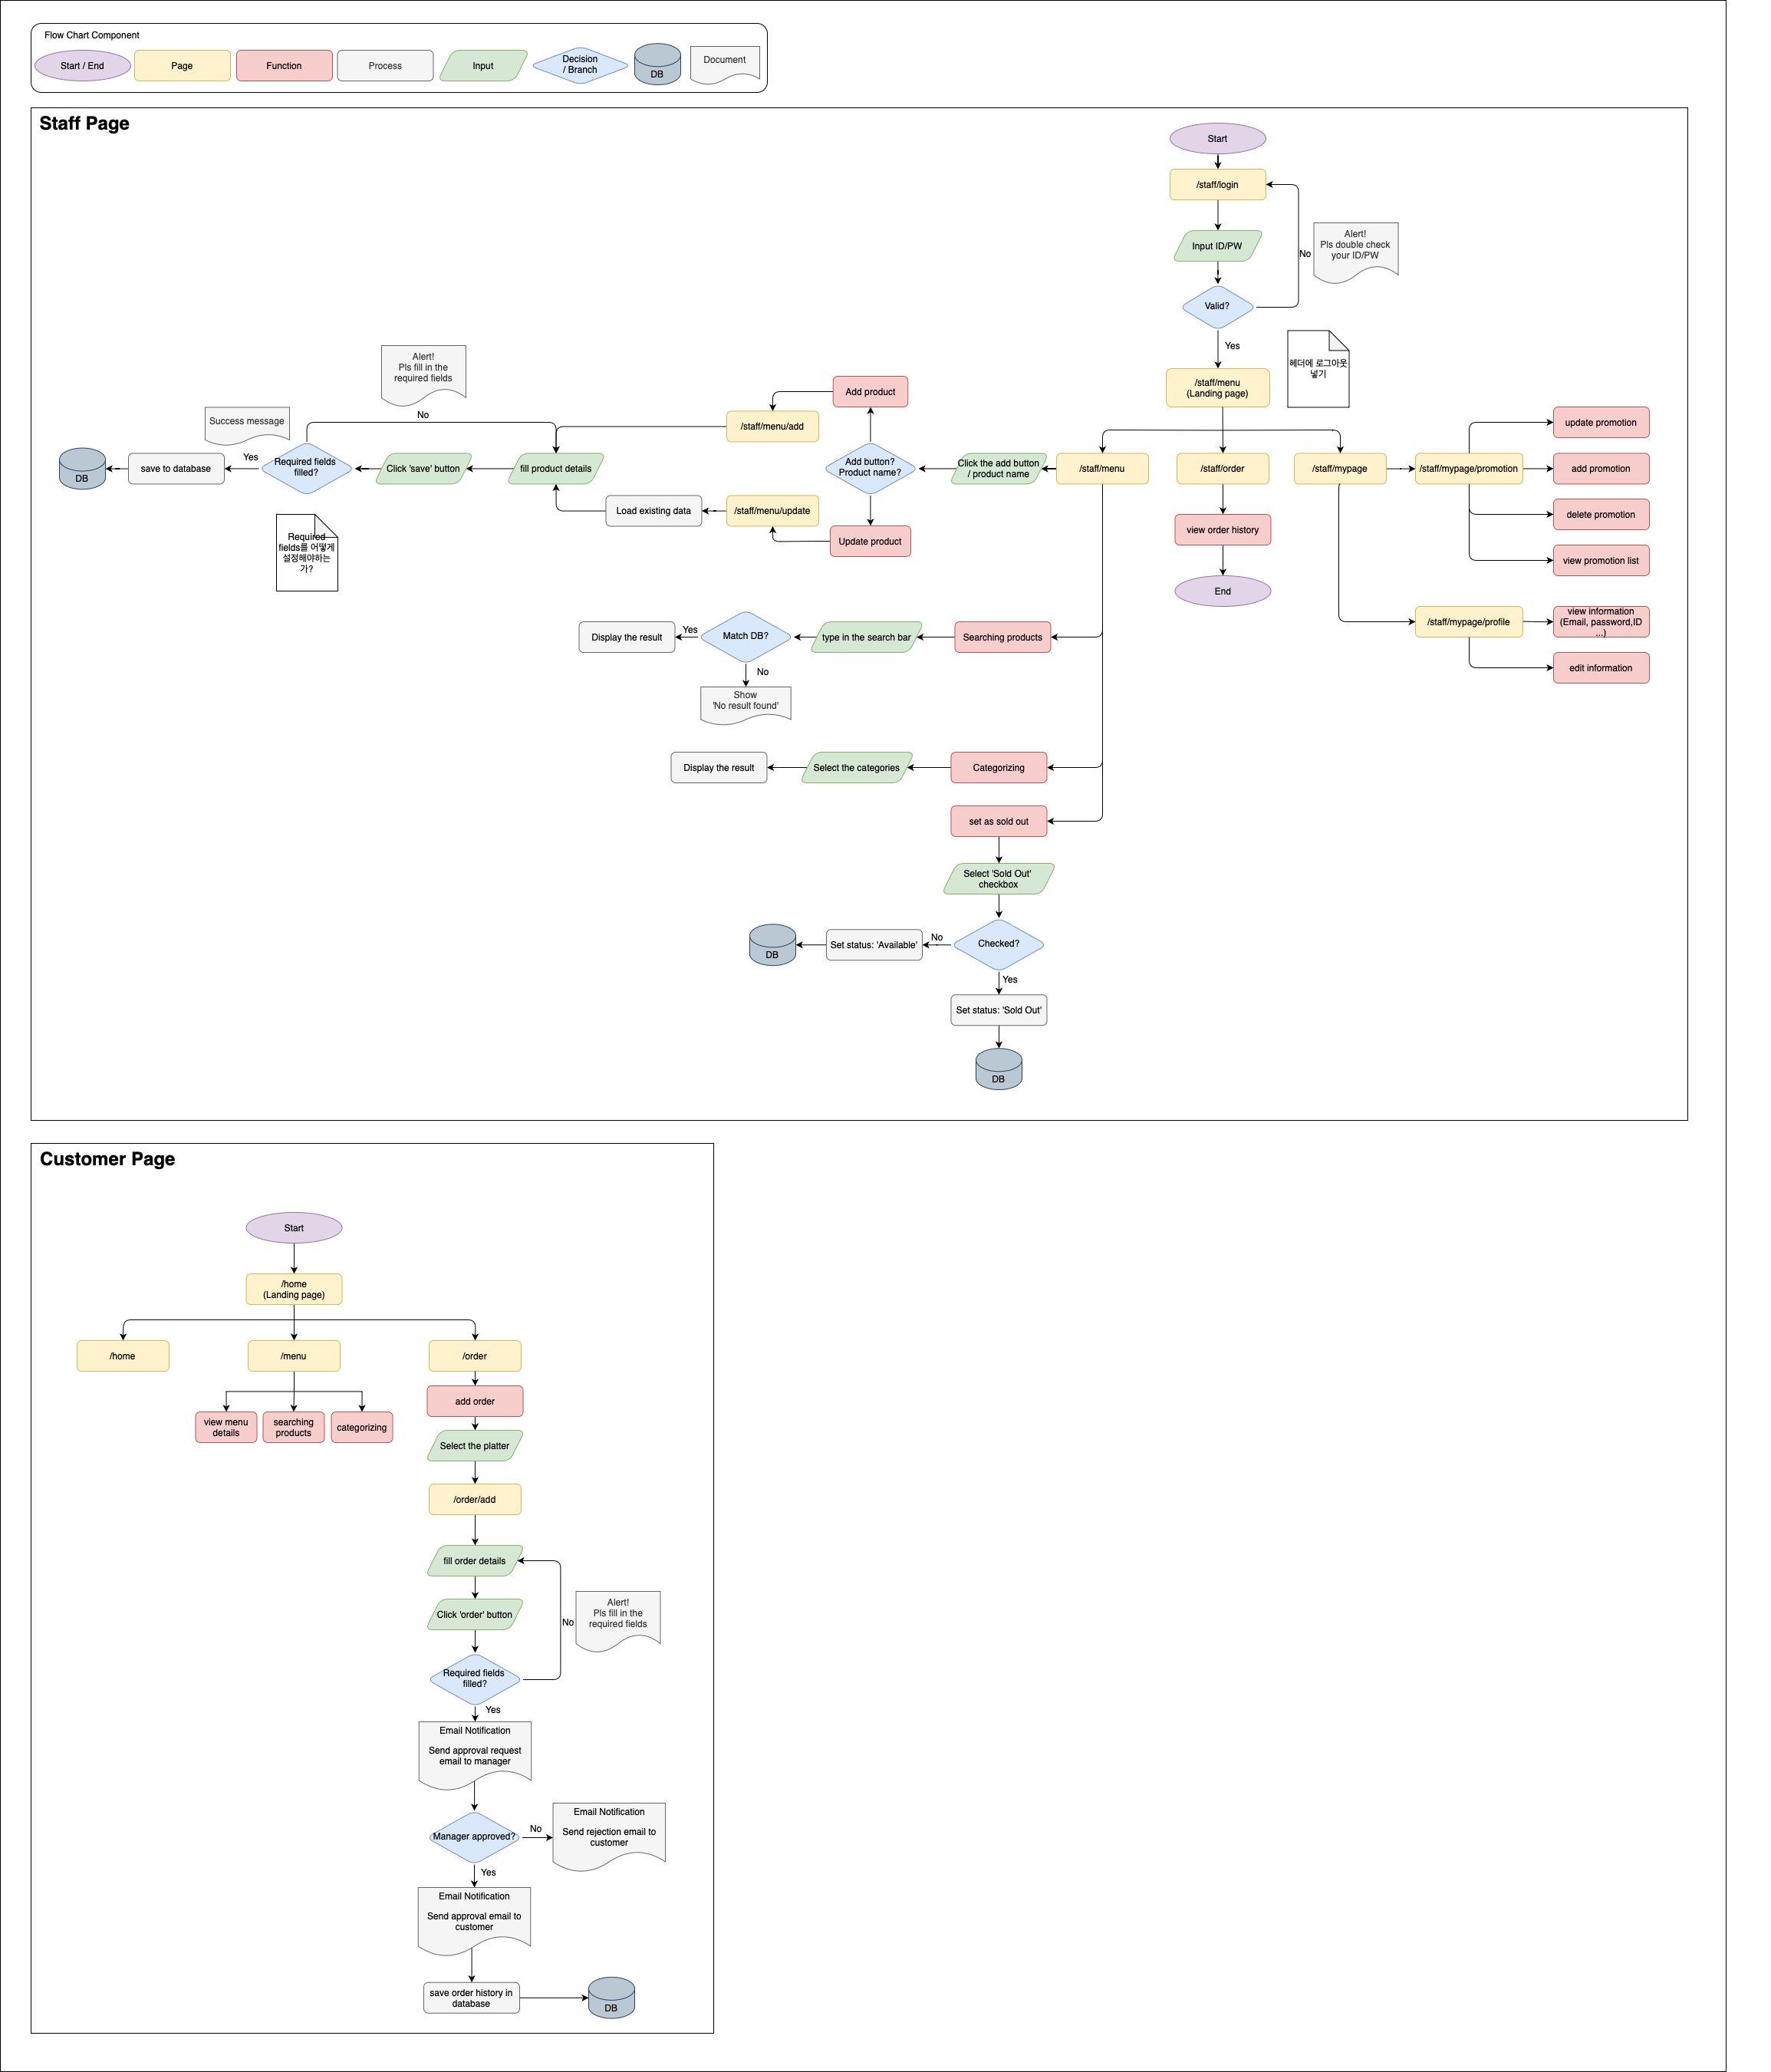 Flow Chart Component
Start / End
Page
Function
Process
Input
Decision
/ Branch
DB
Document
Staff Page
Start
/staff/login
Input ID/PW
No
Alert!
Pls double check
your ID/PW
Valid?
Yes
헤더에 로그아웃
넣기
/staff/menu
(Landing page)
Alert!
Pls fill in the
required fields
Add product
update promotion
Success message
No
/staff/menu/add
DB
save to database
Yes
Required fields
filled?
Click 'save' button
fill product details
Add button?
Product name?
Click the add button
/ product name
/staff/menu
/staff/order
/staff/mypage
/staff/mypage/promotion
add promotion
Load existing data
/staff/menu/update
delete promotion
Required
fields를 어떻게
설정해야하는
가?
Update product
view order history
view promotion list
End
Display the result
Yes
Match DB?
type in the search bar
Searching products
/staff/mypage/profile
view information
(Email, password,ID
...)
No
edit information
Show
'No result found'
Display the result
Select the categories
Categorizing
set as sold out
Select 'Sold Out'
checkbox
DB
Set status: 'Available'
No
Checked?
Yes
Set status: 'Sold Out'
DB
Customer Page
Start
/home
(Landing page)
/home
/menu
/order
add order
view menu
details
searching
products
categorizing
Select the platter
/order/add
fill order details
Click 'order' button
No
Alert!
Pls fill in the
required fields
Required fields
filled?
Yes
Email Notification
Send approval request
email to manager
Manager approved?
No
Email Notification
Send rejection email to
customer
Yes
Email Notification
Send approval email to
customer
save order history in
database
DB